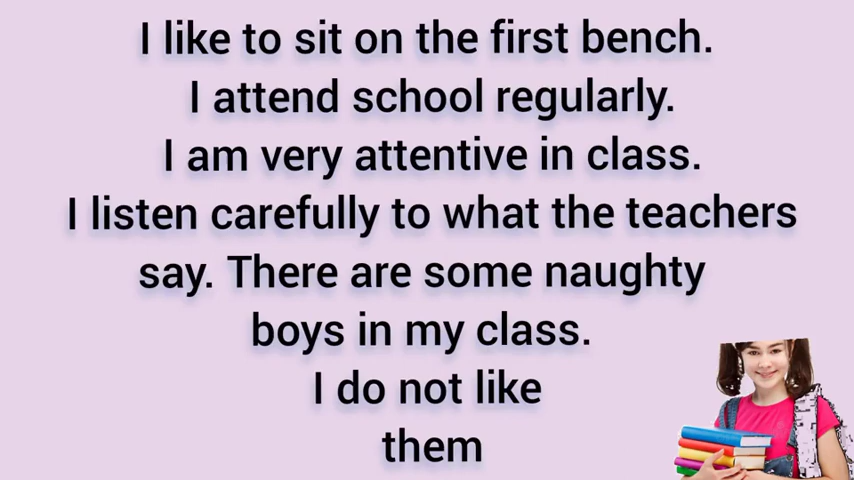 I like to sit on the first bench.
I attend school regularly.
I am very attentive in class.
I listen carefully to what the teachers
say. There are some naughty
boys in my class.
I do not like
them